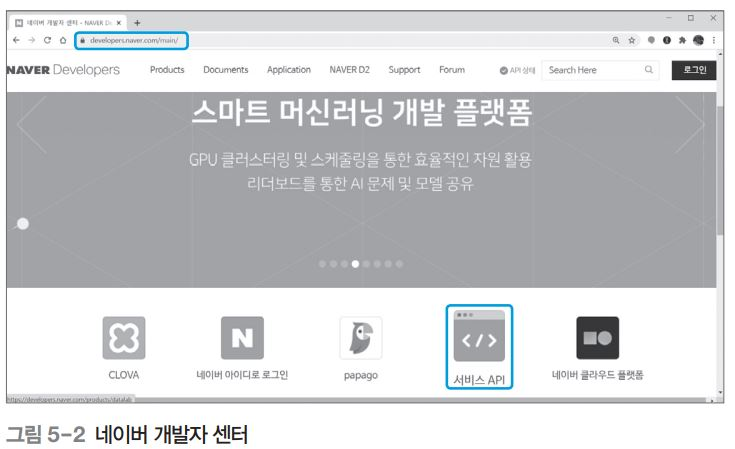 네이버 개발자 센터 - NAVER De
developers.naver.com/main/
NAVER Developers Products Documents Application NAVER D2 Support Forum API 상태 Search Here 로그인
스마트 머신러닝 개발 플랫폼
GPU 클러스터링 및 스케줄링을 통한 효율적인 자원 활용
리더보드를 통한 AI 문제 및 모델 공유
N
CLOVA 네이버 아이디로 로그인 papago 서비스 API 네이버 클라우드 플랫폼
https://developers.naver.com/products/datalab
그림 5-2 네이버 개발자 센터